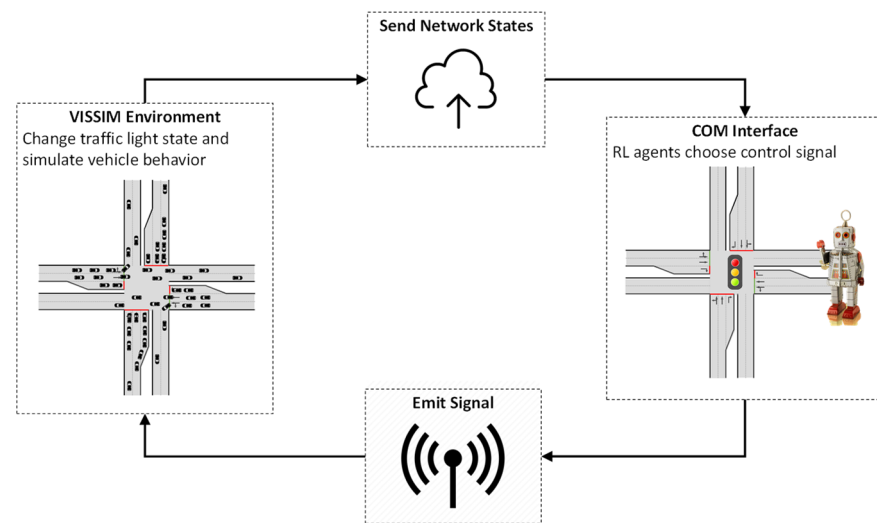 Send Network States
VISSIM Environment
Change traffic light state and
simulate vehicle behavior
COM Interface
RL agents choose control signal
Emit Signal